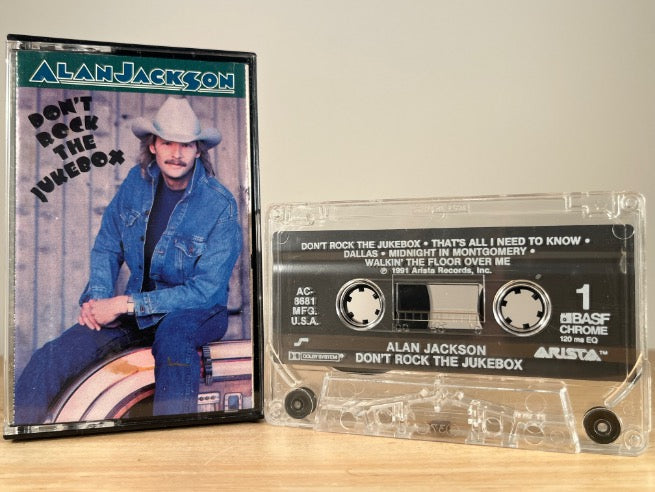 ALAN JACKSON
DON'T
ROCK
THE
JUKEBOX
DON'T ROCK THE JUKEBOX • THAT'S ALL I NEED TO KNOW •
DALLAS • MIDNIGHT IN MONTGOMERY •
WALKIN' THE FLOOR OVER ME
℗ 1991 Arista Records, Inc.
AC-
8681
MFG.
U.S.A.
1
BASF
CHROME
120 ms EQ
DOLBY SYSTEM
ALAN JACKSON
DON'T ROCK THE JUKEBOX
ARISTA™